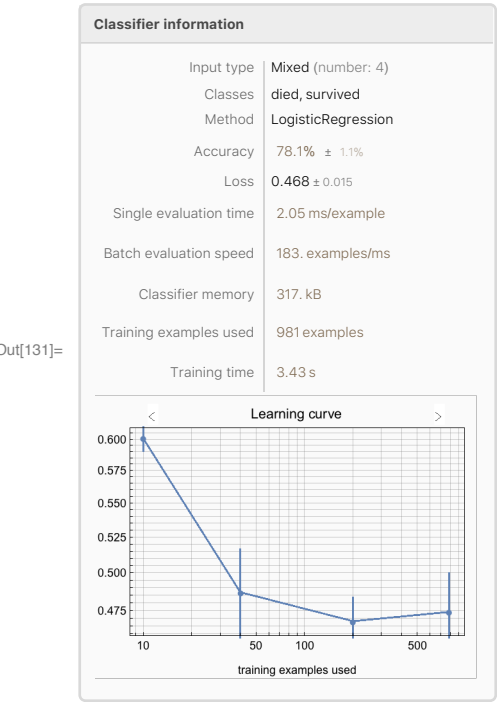 Classifier information
Input type Mixed (number: 4)
Classes died, survived
Method LogisticRegression
Accuracy 78.1% ± 1.1%
Loss 0.468 ± 0.015
Single evaluation time 2.05 ms/example
Batch evaluation speed 183. examples/ms
Classifier memory 317. kB
Out[131]=
Training examples used 981 examples
Training time 3.43 s
< Learning curve >
0.600
0.575
0.550
0.525
0.500
0.475
10 50 100 500
training examples used